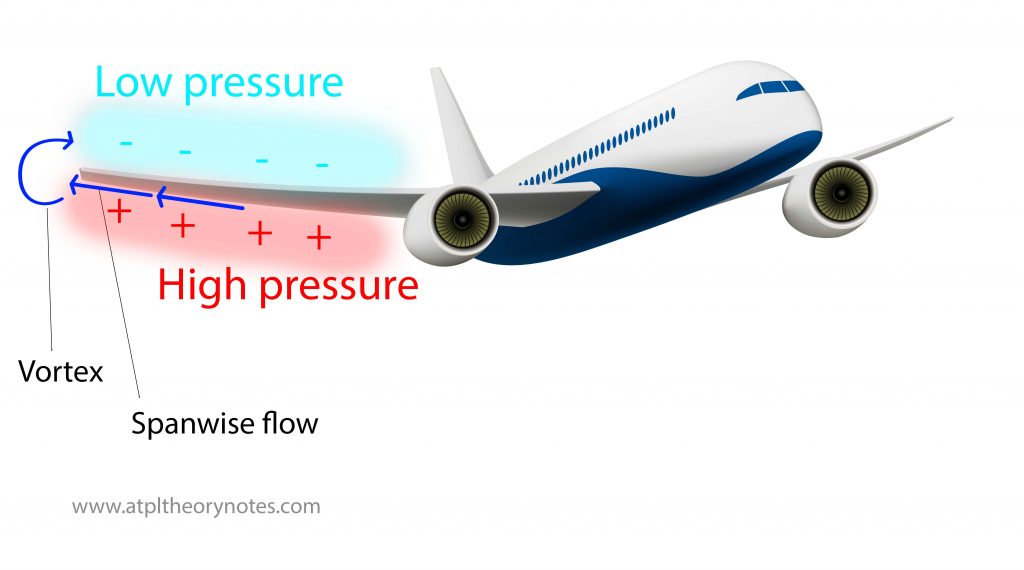 Low pressure
- - - -
+ + + +
High pressure
Vortex
Spanwise flow
www.atpltheorynotes.com